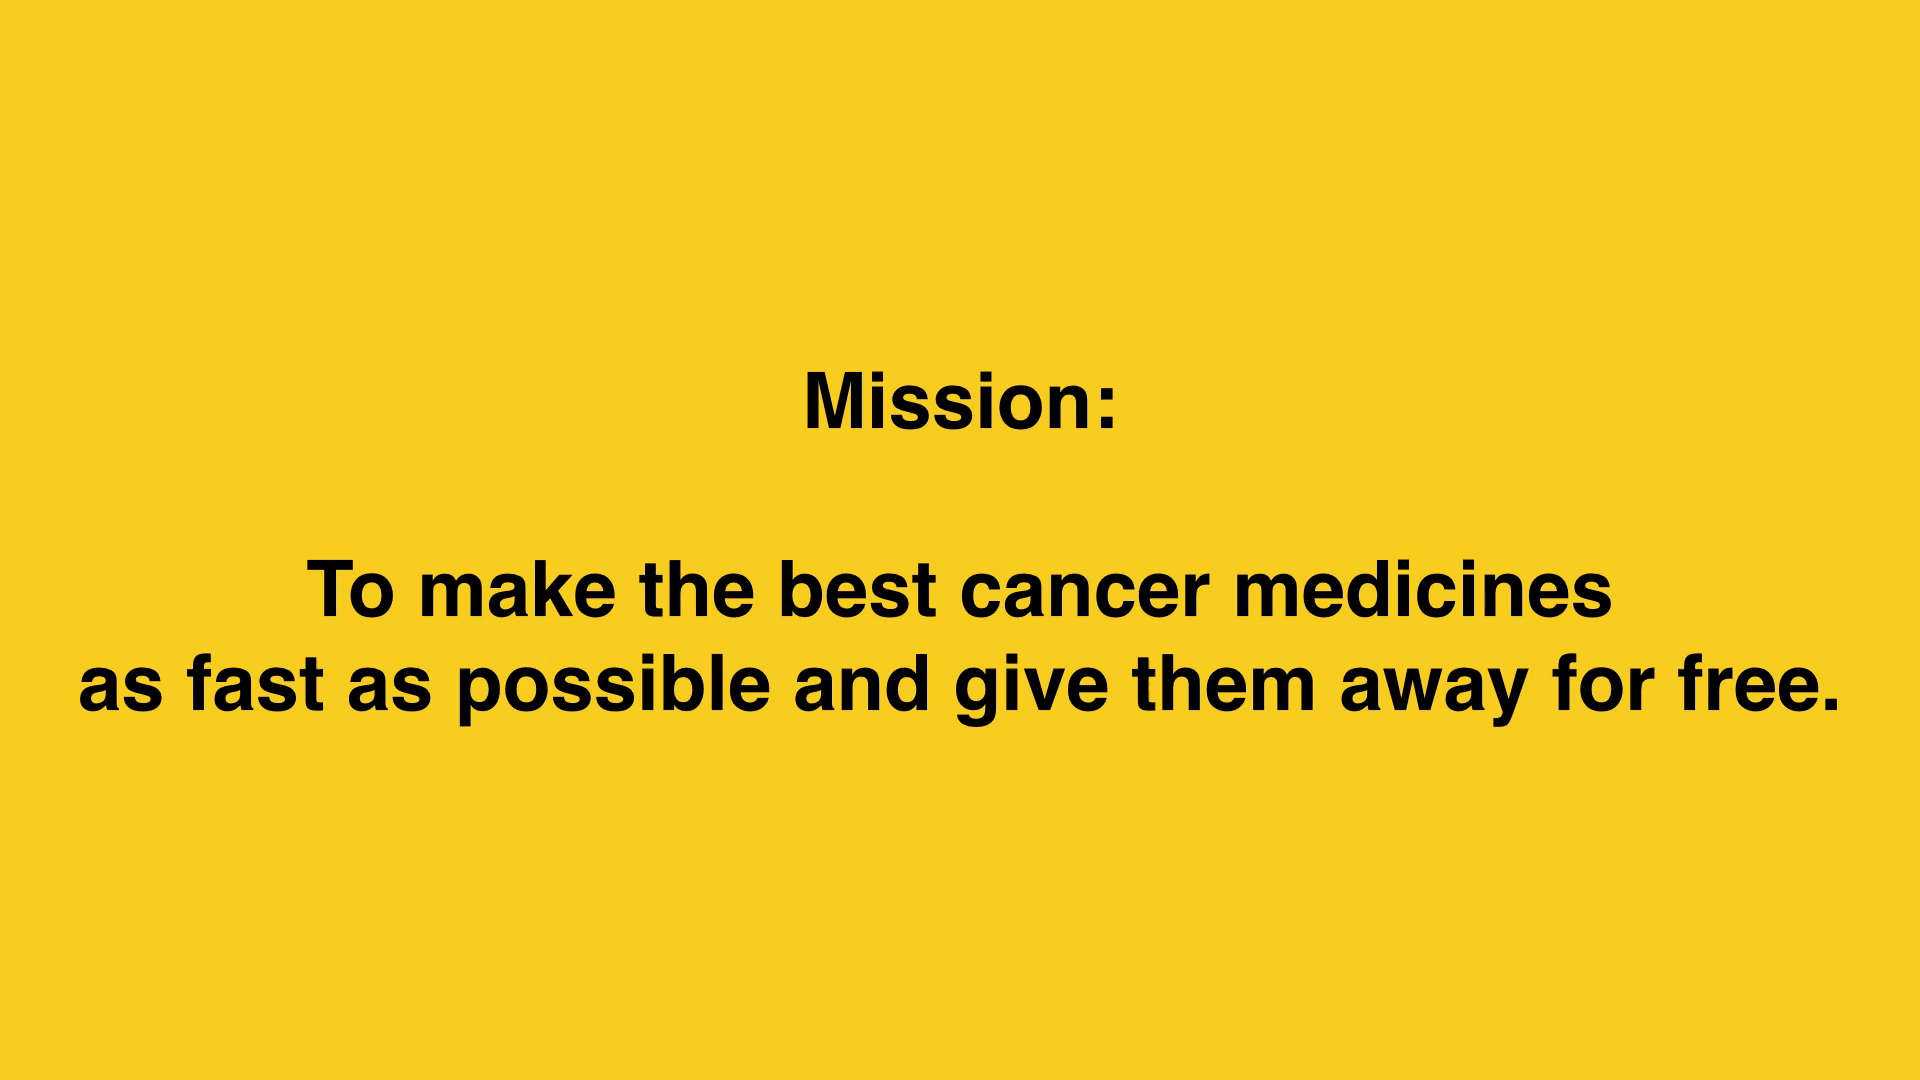 Mission:
To make the best cancer medicines
as fast as possible and give them away for free.